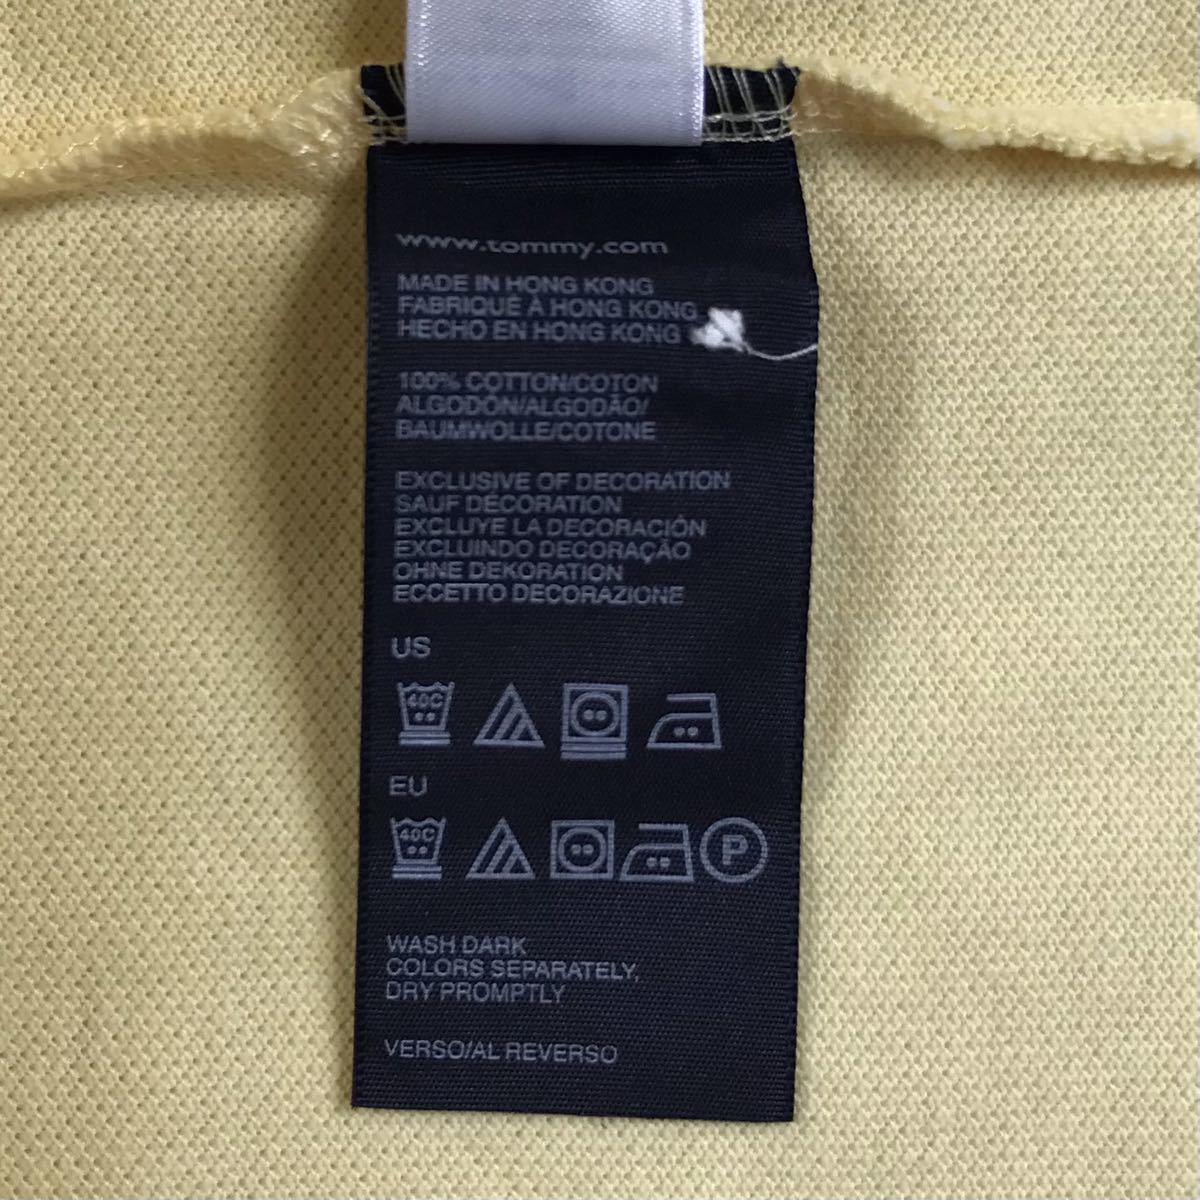 www.tommy.com
MADE IN HONG KONG
FABRIQUÉ À HONG KONG
HECHO EN HONG KONG
100% COTTON/COTON
ALGODÓN/ALGODÃO/
BAUMWOLLE/COTONE
EXCLUSIVE OF DECORATION
SAUF DÉCORATION
EXCLUYE LA DECORACIÓN
EXCLUINDO DECORAÇAO
OHNE DEKORATION
ECCETTO DECORAZIONE
US
40C
EU
40C P
WASH DARK
COLORS SEPARATELY,
DRY PROMPTLY
VERSO/AL REVERSO